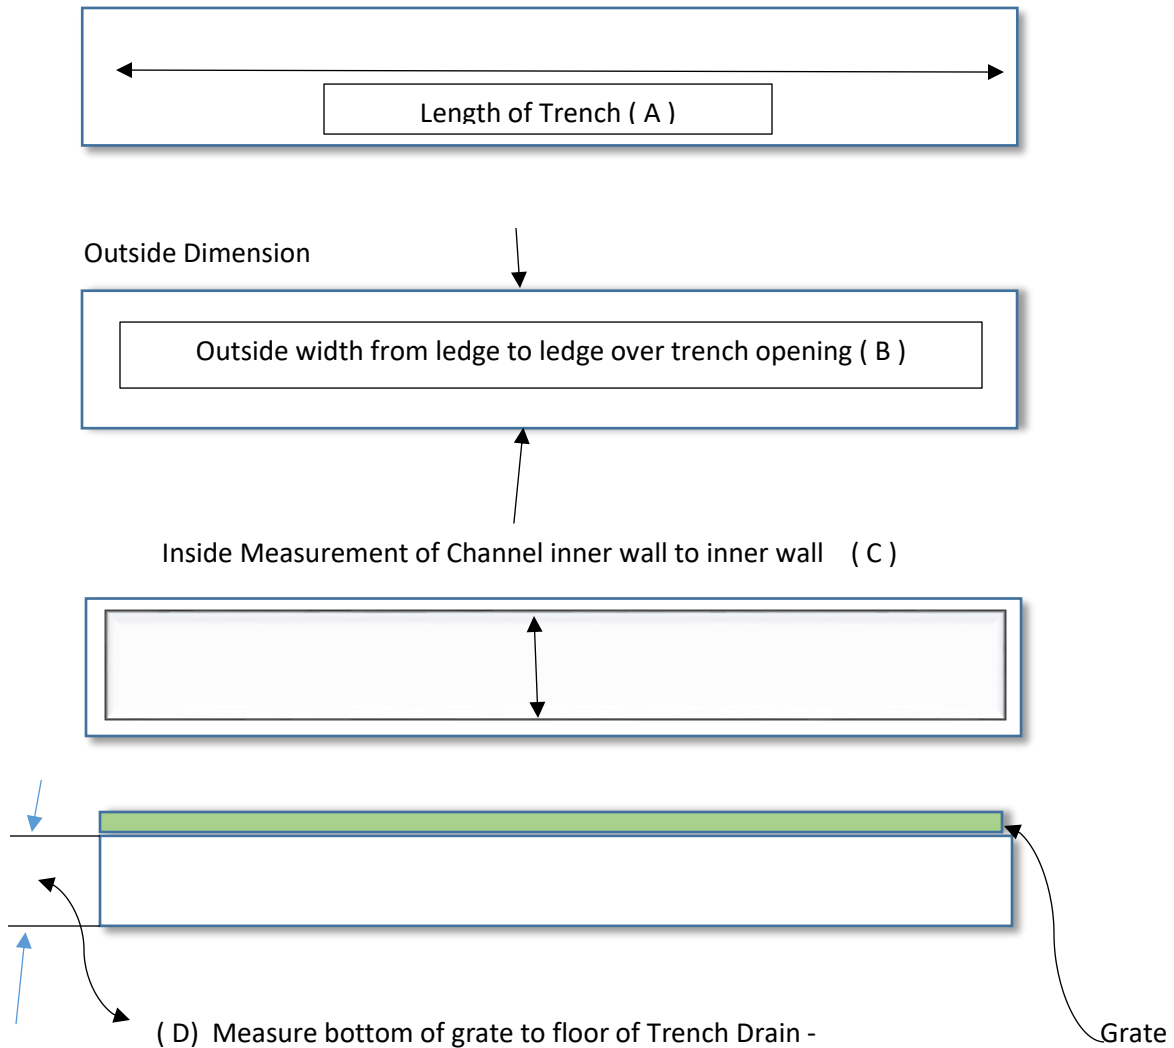 Length of Trench ( A )
Outside Dimension
Outside width from ledge to ledge over trench opening ( B )
Inside Measurement of Channel inner wall to inner wall ( C )
( D) Measure bottom of grate to floor of Trench Drain -
Grate